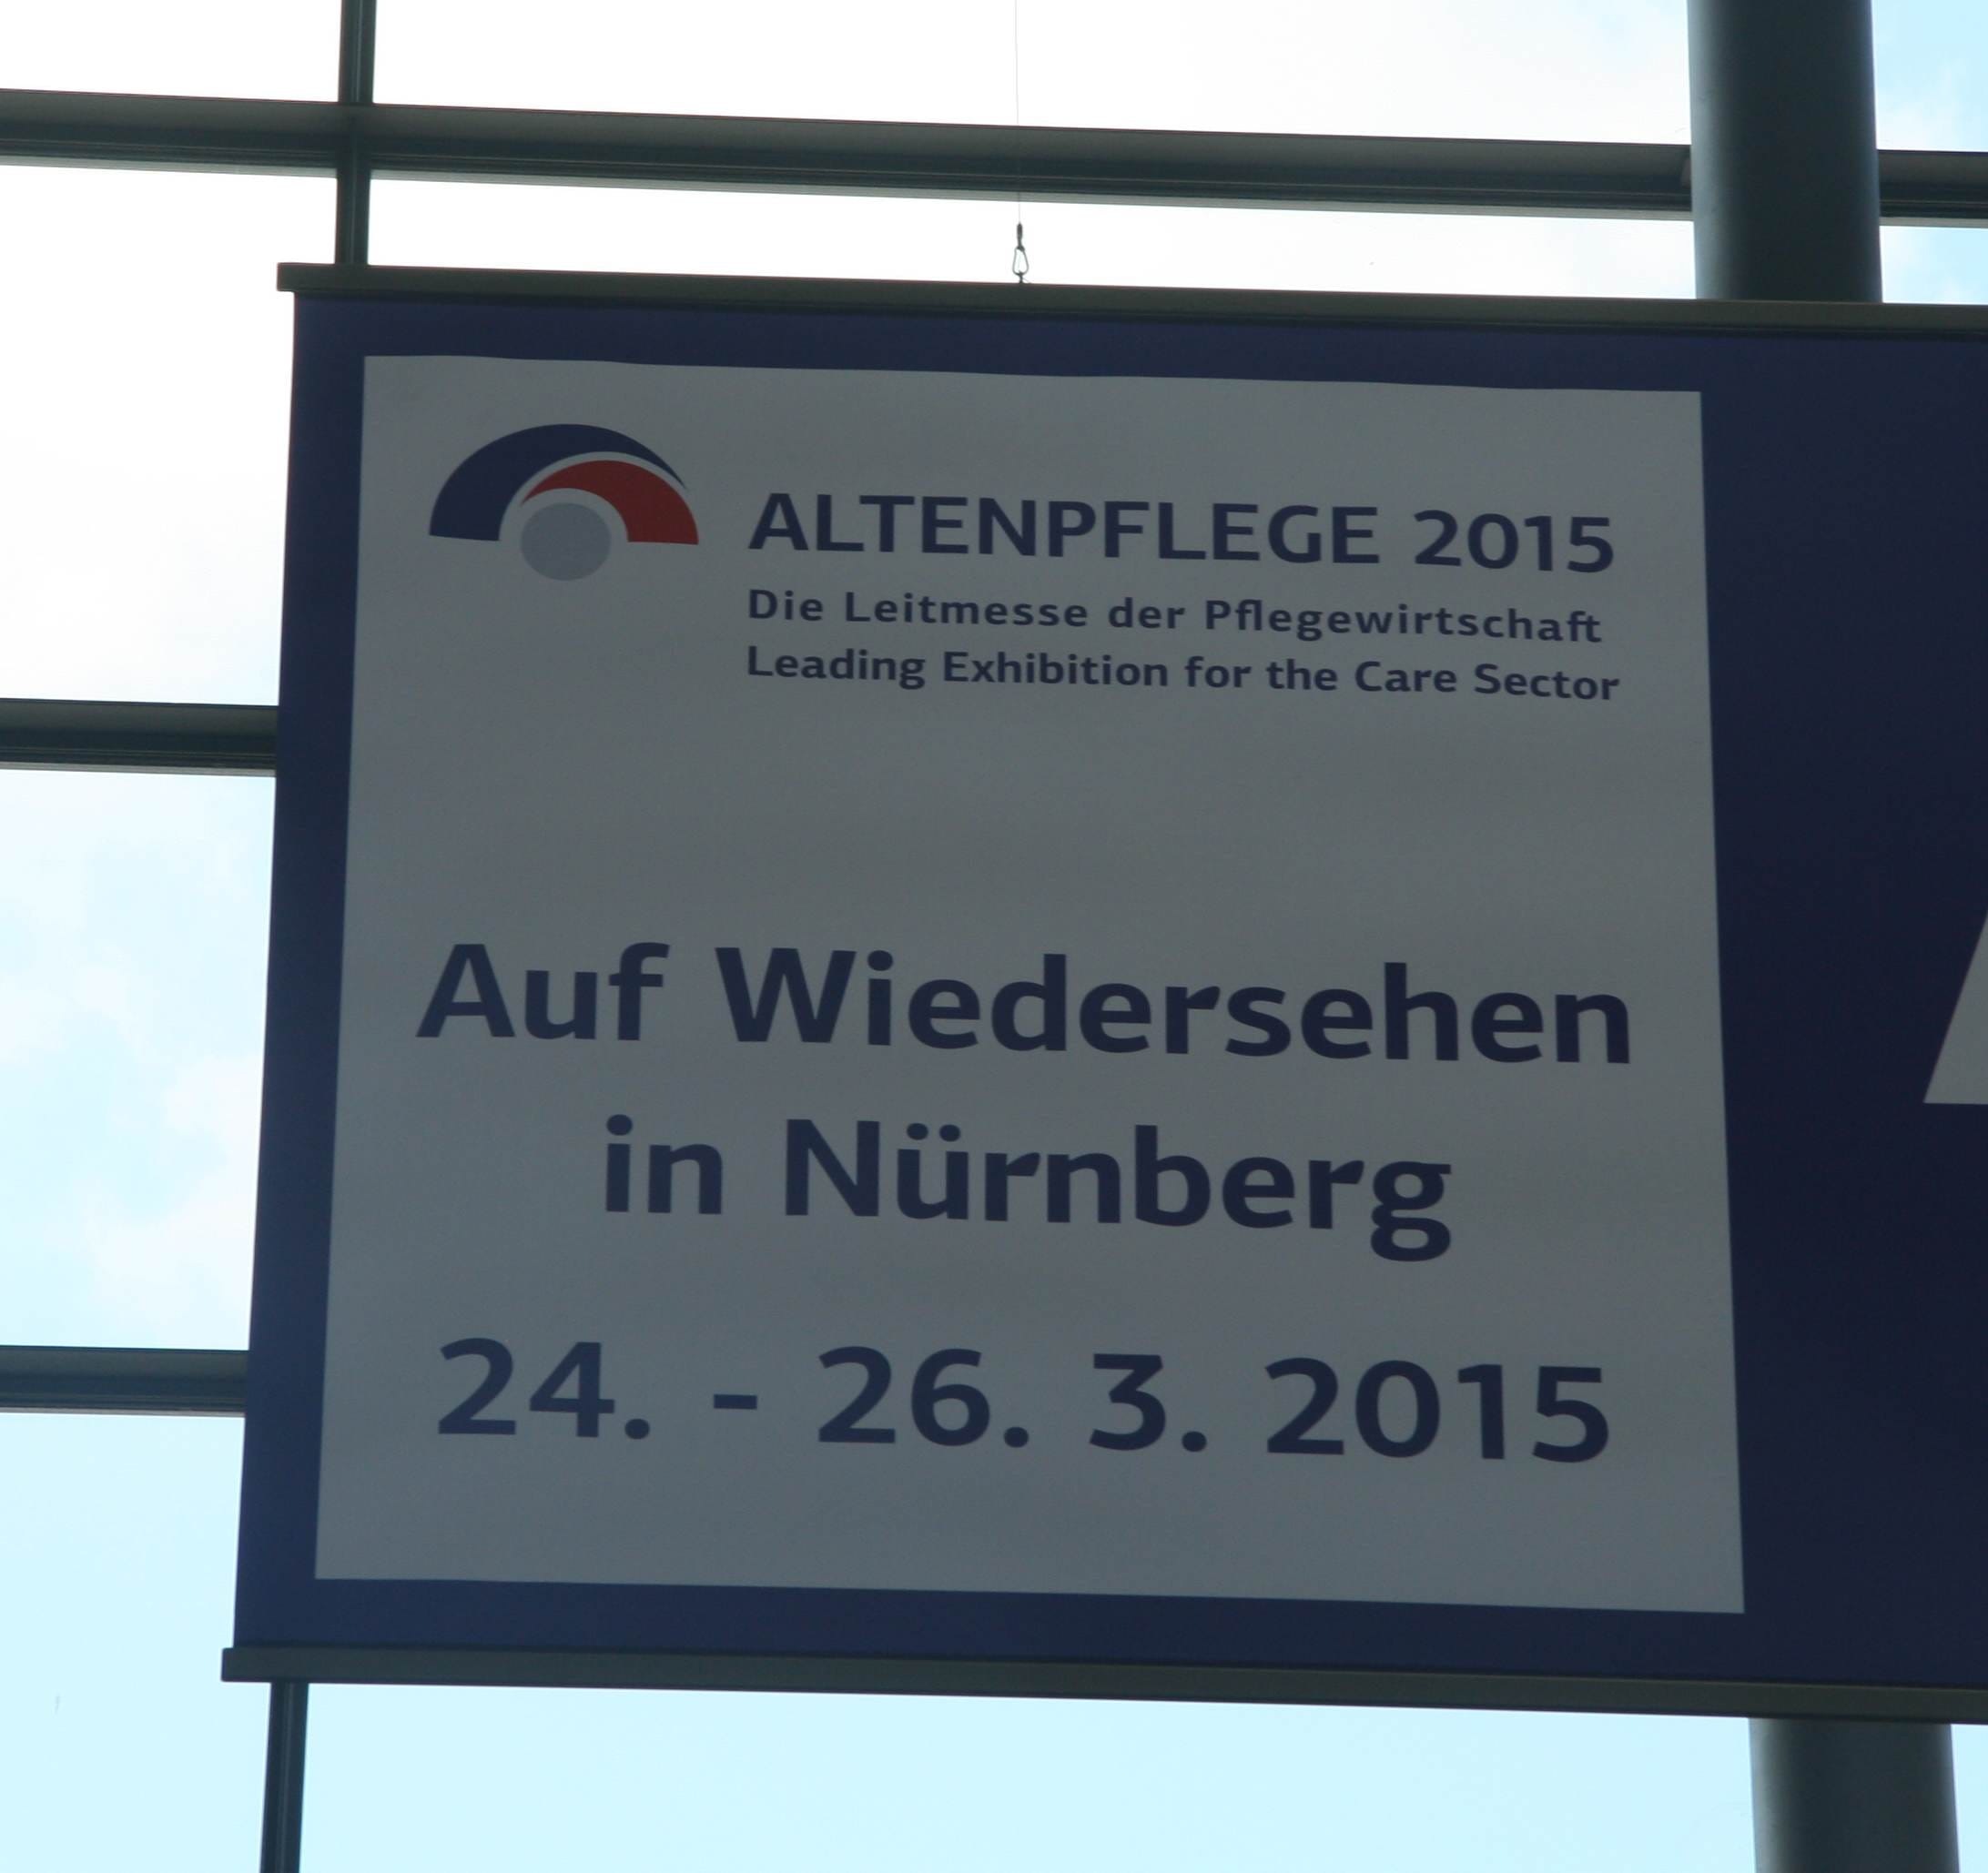 ALTENPFLEGE 2015
Die Leitmesse der Pflegewirtschaft
Leading Exhibition for the Care Sector
Auf Wiedersehen
in Nürnberg
24. - 26. 3. 2015